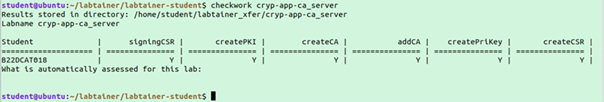 student@ubuntu:~/labtainer/labtainer-student$ checkwork cryp-app-ca_server
Results stored in directory: /home/student/labtainer_xfer/cryp-app-ca_server
Labname cryp-app-ca_server
Student | signingCSR | createPKI | createCA | addCA | createPriKey | createCSR |
==================== | =============== | =============== | =============== | =============== | =============== | =============== |
B22DCAT018 | Y | Y | Y | Y | Y | Y |
What is automatically assessed for this lab:
student@ubuntu:~/labtainer/labtainer-student$